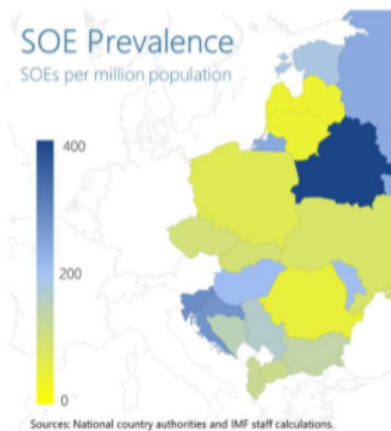 SOE Prevalence
SOEs per million population
400
200
0
Sources: National country authorities and IMF staff calculations.